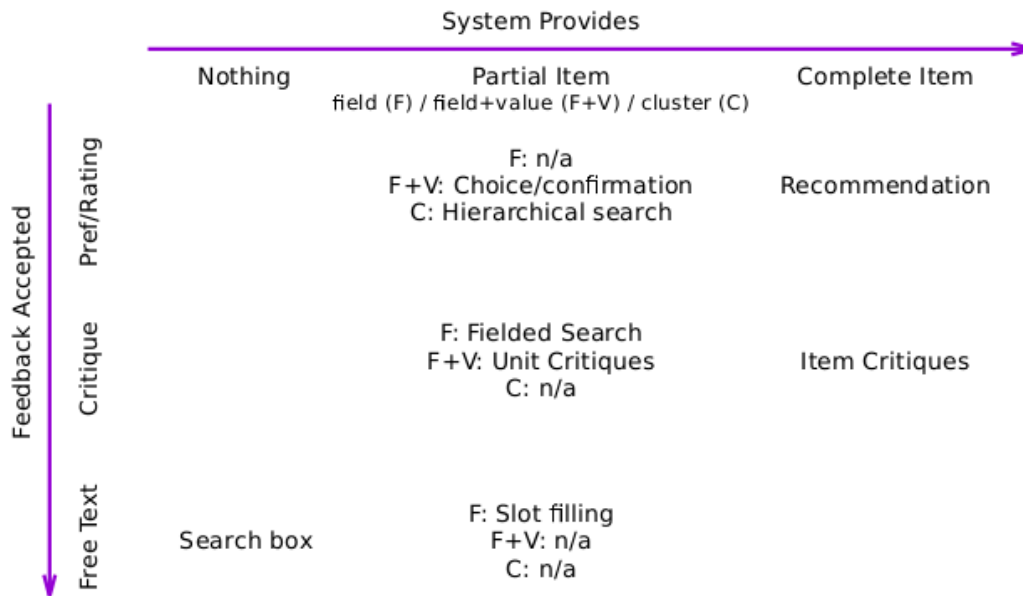 System Provides
Nothing
Partial Item
Complete Item
field (F) / field+value (F+V) / cluster (C)
Feedback Accepted
Pref/Rating
F: n/a
F+V: Choice/confirmation
C: Hierarchical search
Recommendation
Critique
F: Fielded Search
F+V: Unit Critiques
C: n/a
Item Critiques
Free Text
Search box
F: Slot filling
F+V: n/a
C: n/a